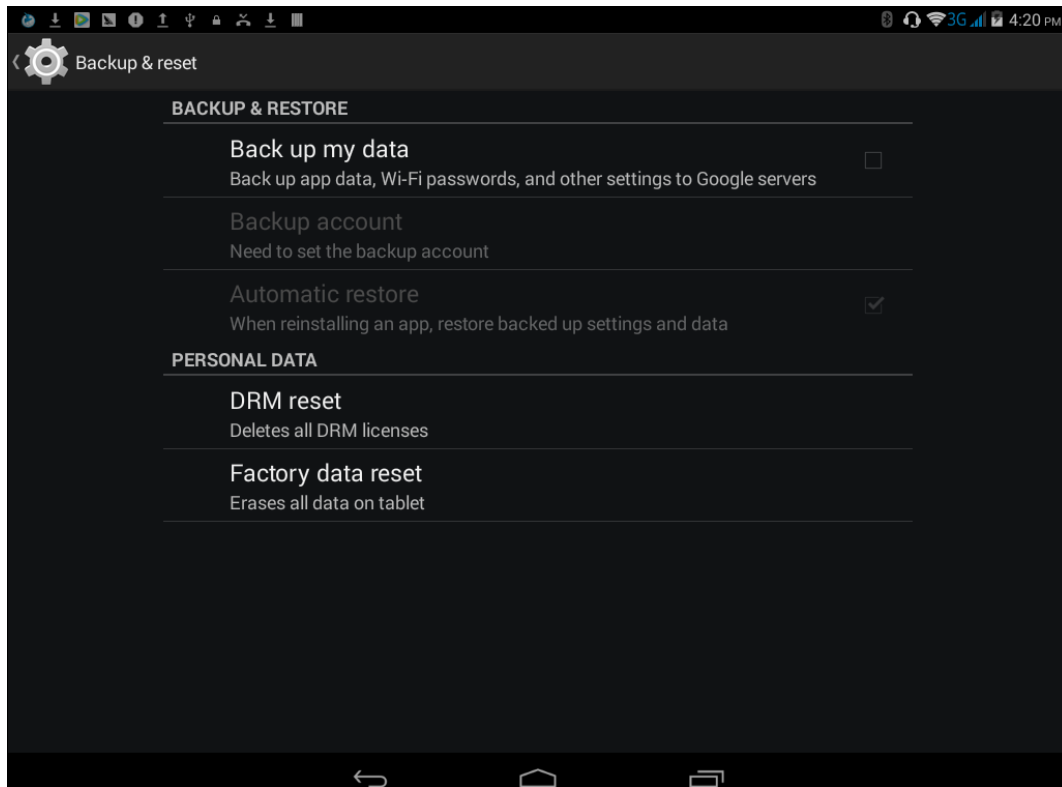 3G 4:20 PM
Backup & reset
BACKUP & RESTORE
Back up my data
Back up app data, Wi-Fi passwords, and other settings to Google servers
Backup account
Need to set the backup account
Automatic restore
When reinstalling an app, restore backed up settings and data
PERSONAL DATA
DRM reset
Deletes all DRM licenses
Factory data reset
Erases all data on tablet